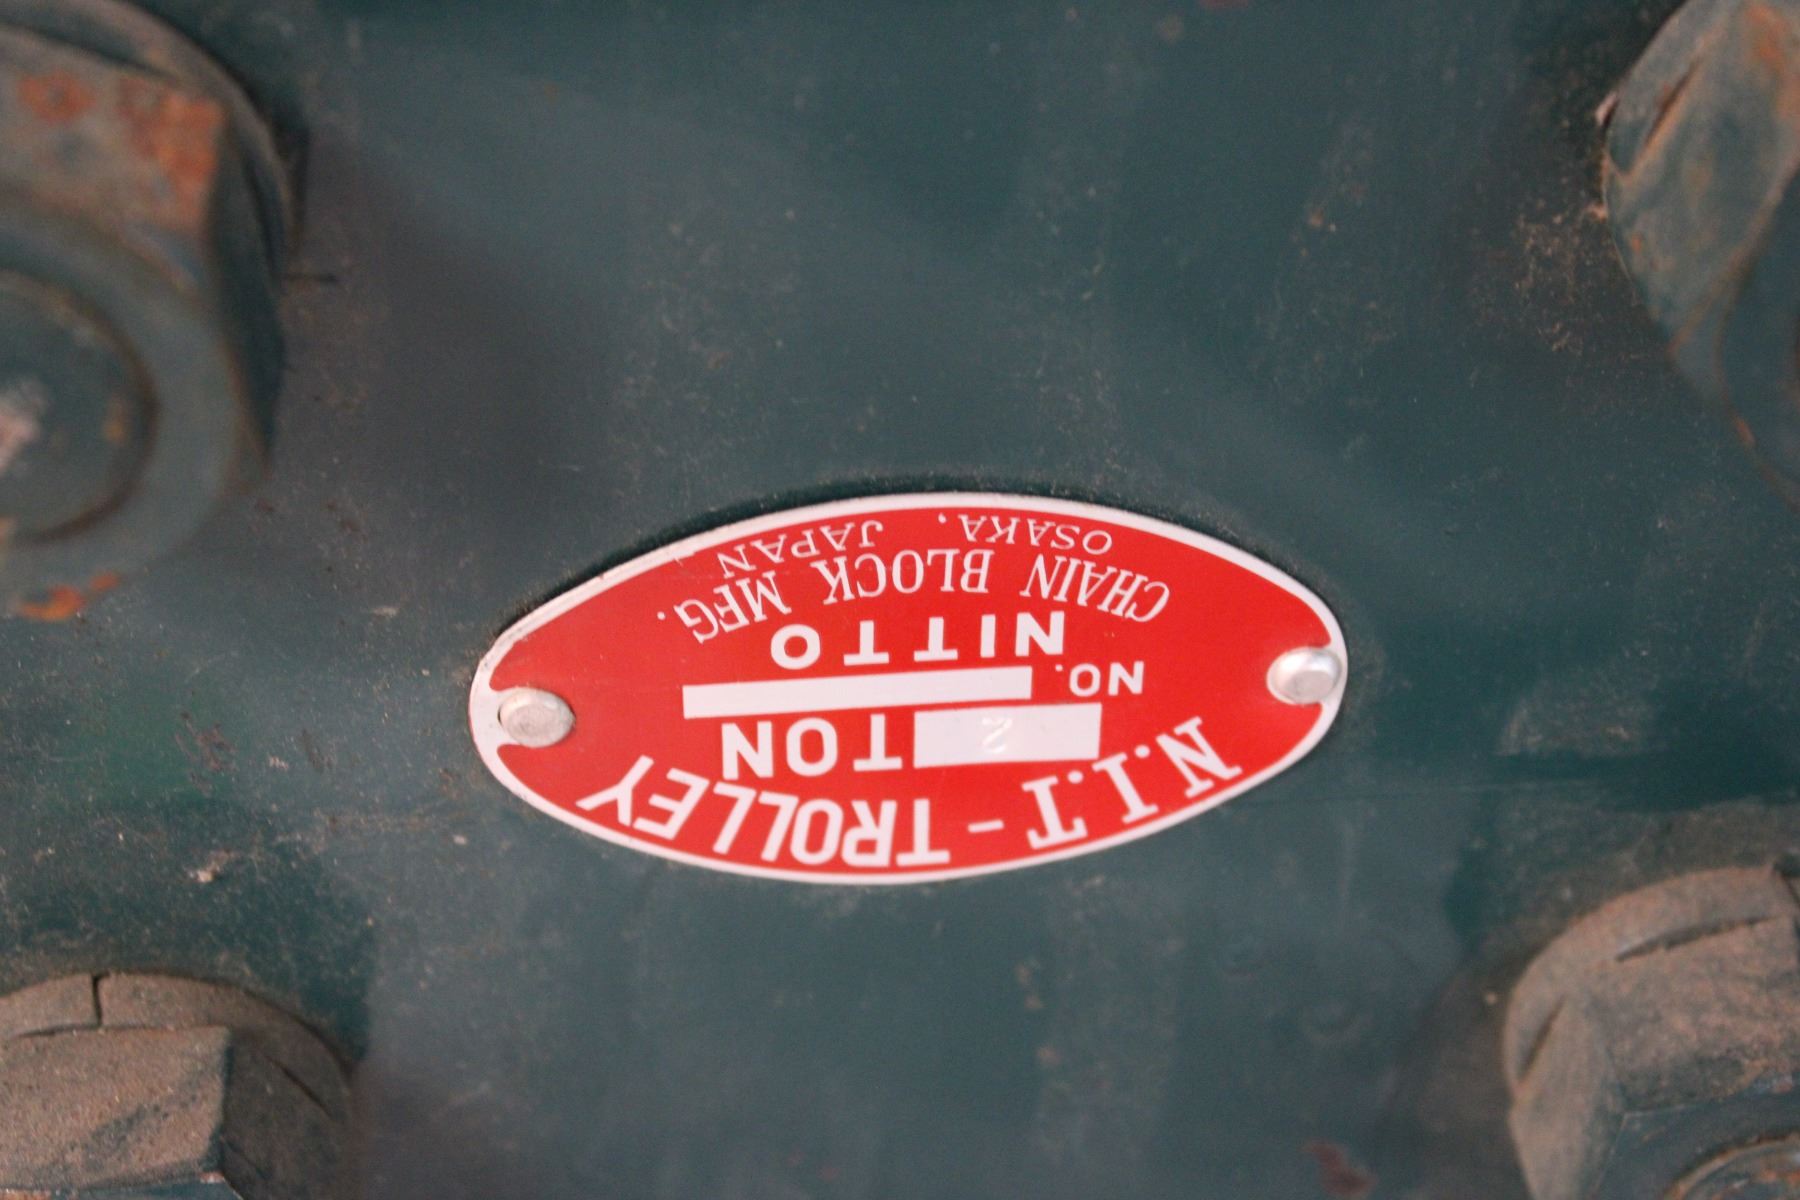 N.I.T - TROLLEY
2 TON
NO.
NITTO
CHAIN BLOCK MFG.
OSAKA, JAPAN